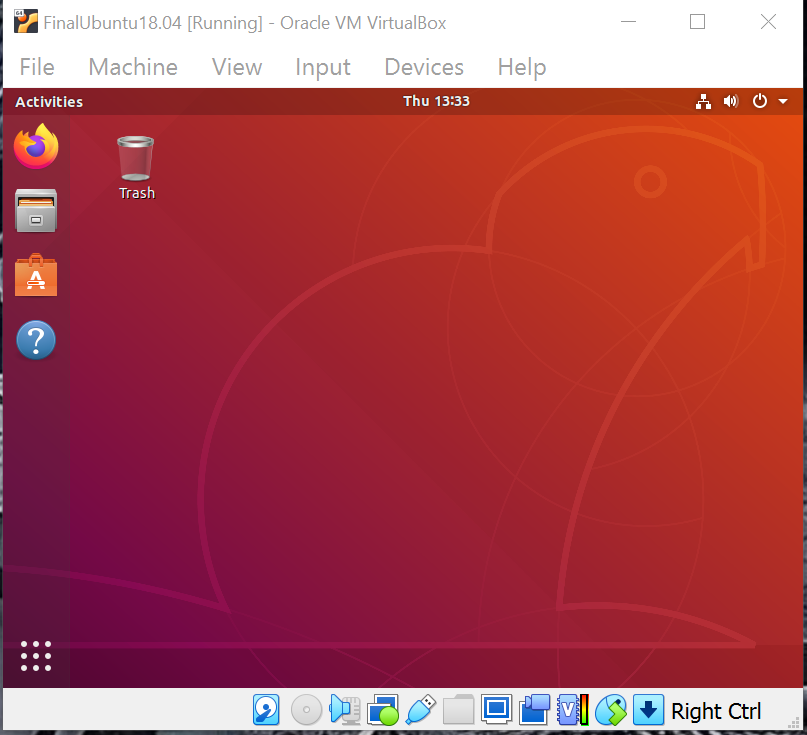 FinalUbuntu18.04 [Running] - Oracle VM VirtualBox
File Machine View Input Devices Help
Activities Thu 13:33
Trash
Right Ctrl